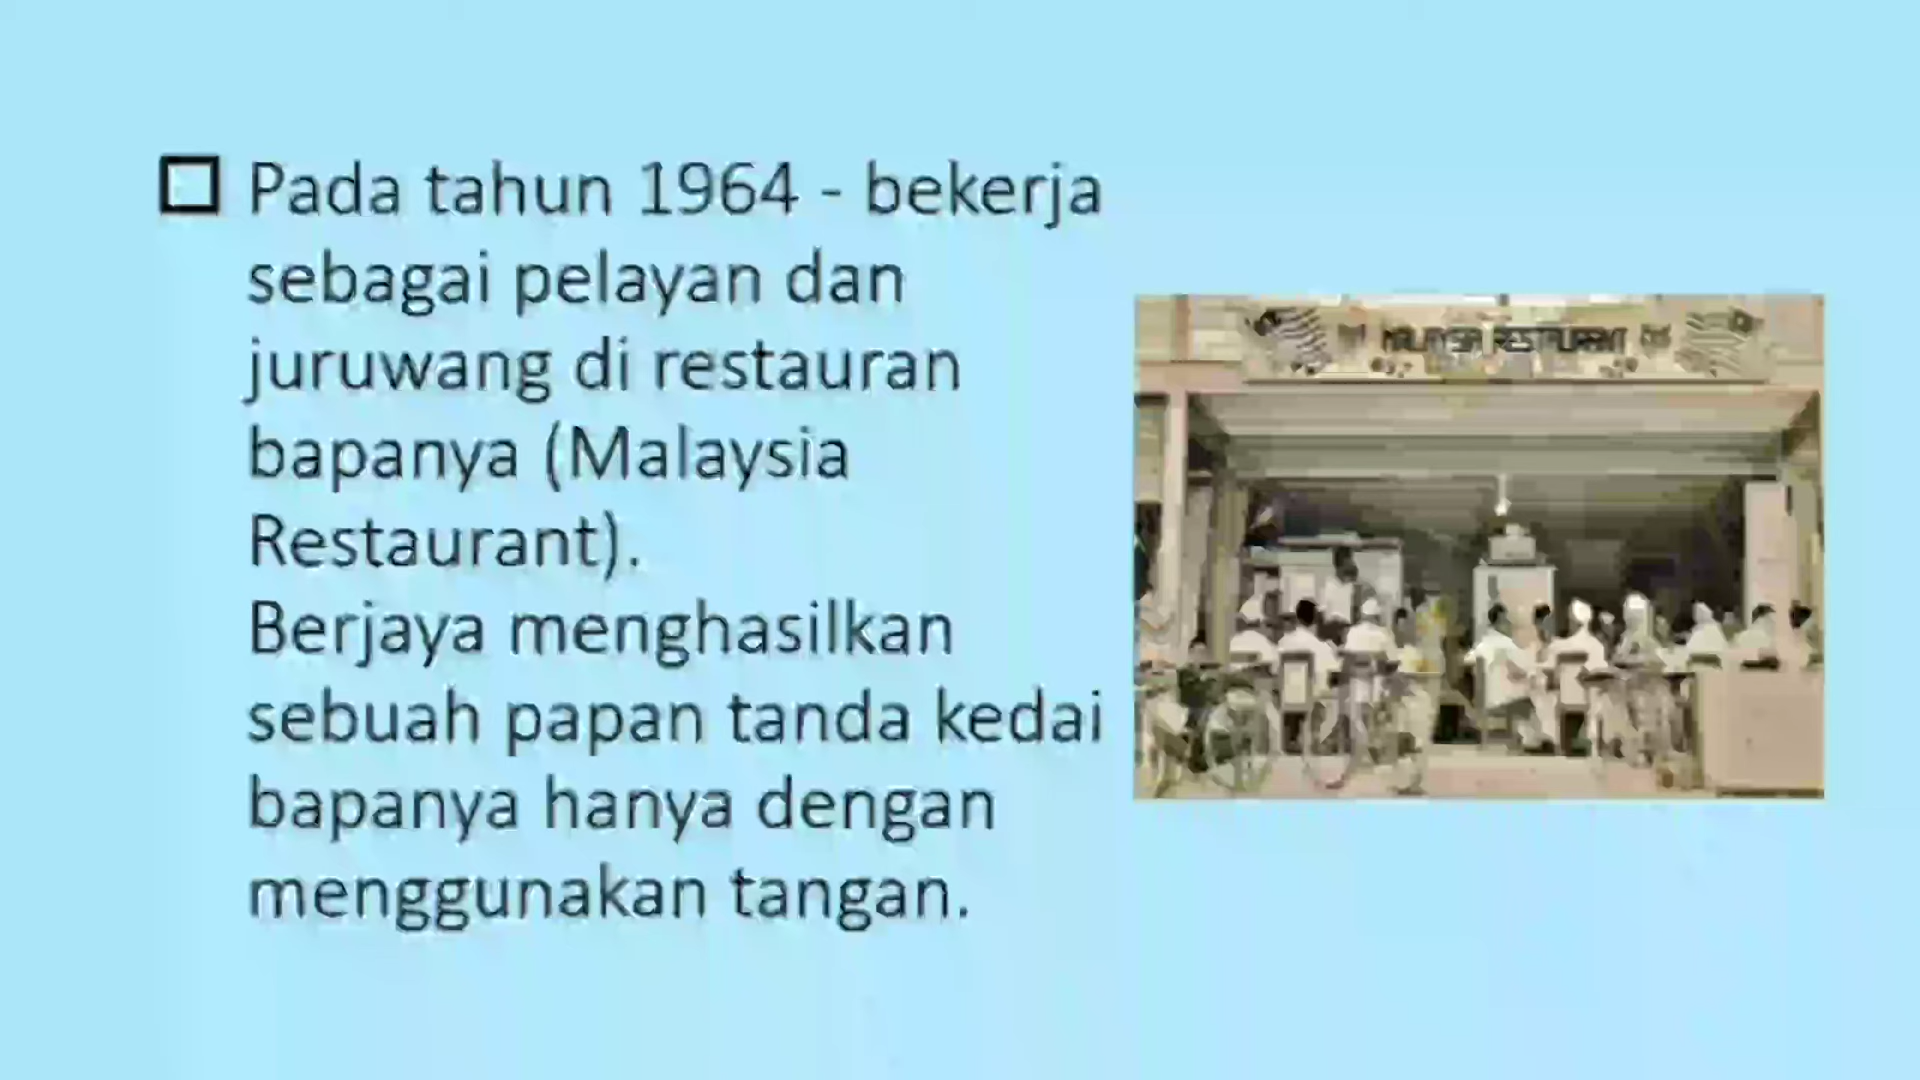 Pada tahun 1964 - bekerja
sebagai pelayan dan
juruwang di restauran
bapanya (Malaysia
Restaurant).
Berjaya menghasilkan
sebuah papan tanda kedai
bapanya hanya dengan
menggunakan tangan.
MALAYSIA RESTAURANT